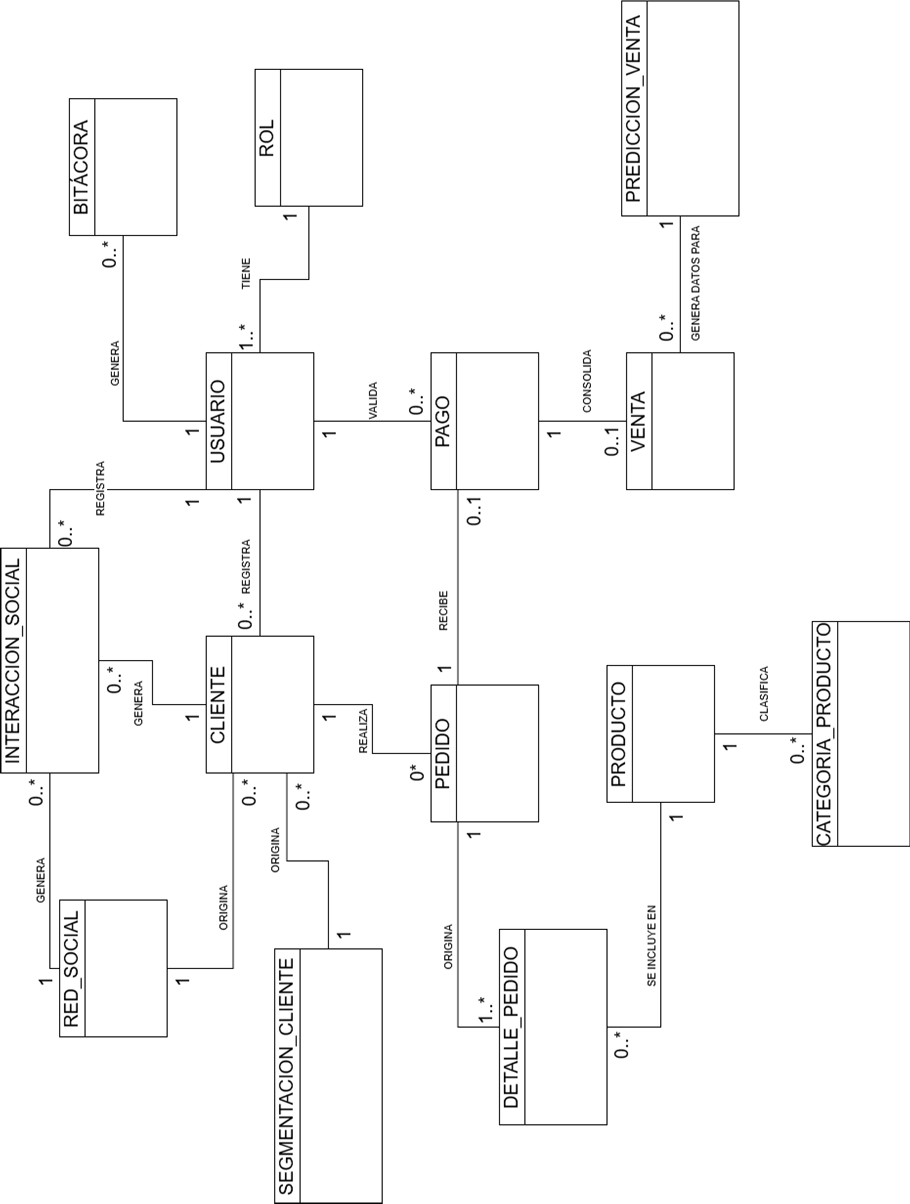 INTERACCION_SOCIAL
1
GENERA
0..*
0..*
RED_SOCIAL
BITÁCORA
REGISTRA
0..*
GENERA
0..*
GENERA
1
1
1
1
CLIENTE
USUARIO
ORIGINA
0..*
0..*
REGISTRA
1
1..*
TIENE
ROL
ORIGINA
SEGMENTACION_CLIENTE
1
0..*
1
1
1
REALIZA
VALIDA
0*
0..*
PEDIDO
PAGO
ORIGINA
RECIBE
1
1
0..1
1..*
DETALLE_PEDIDO
1
CONSOLIDA
0..1
PRODUCTO
0..*
VENTA
PREDICCION_VENTA
SE INCLUYE EN
0..*
1
1
GENERA DATOS PARA
1
CLASIFICA
0..*
CATEGORIA_PRODUCTO